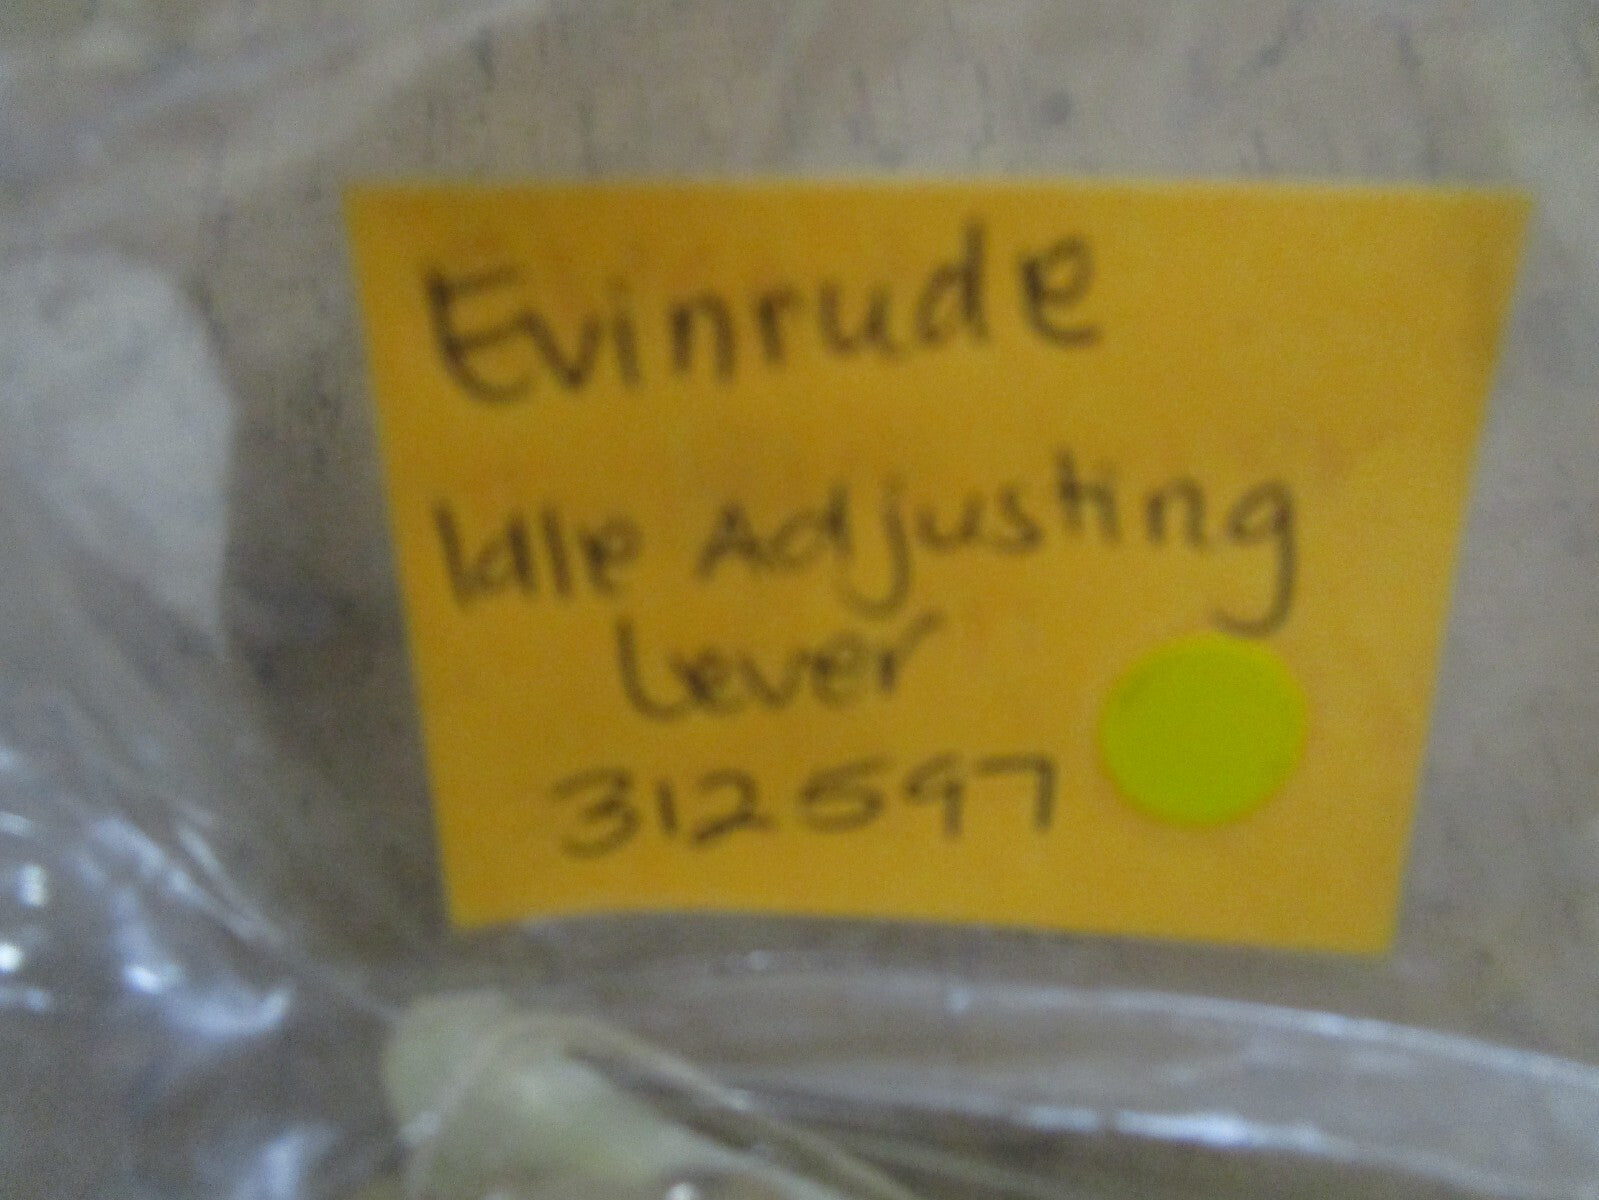 Evinrude
Idle Adjusting
Lever
312597